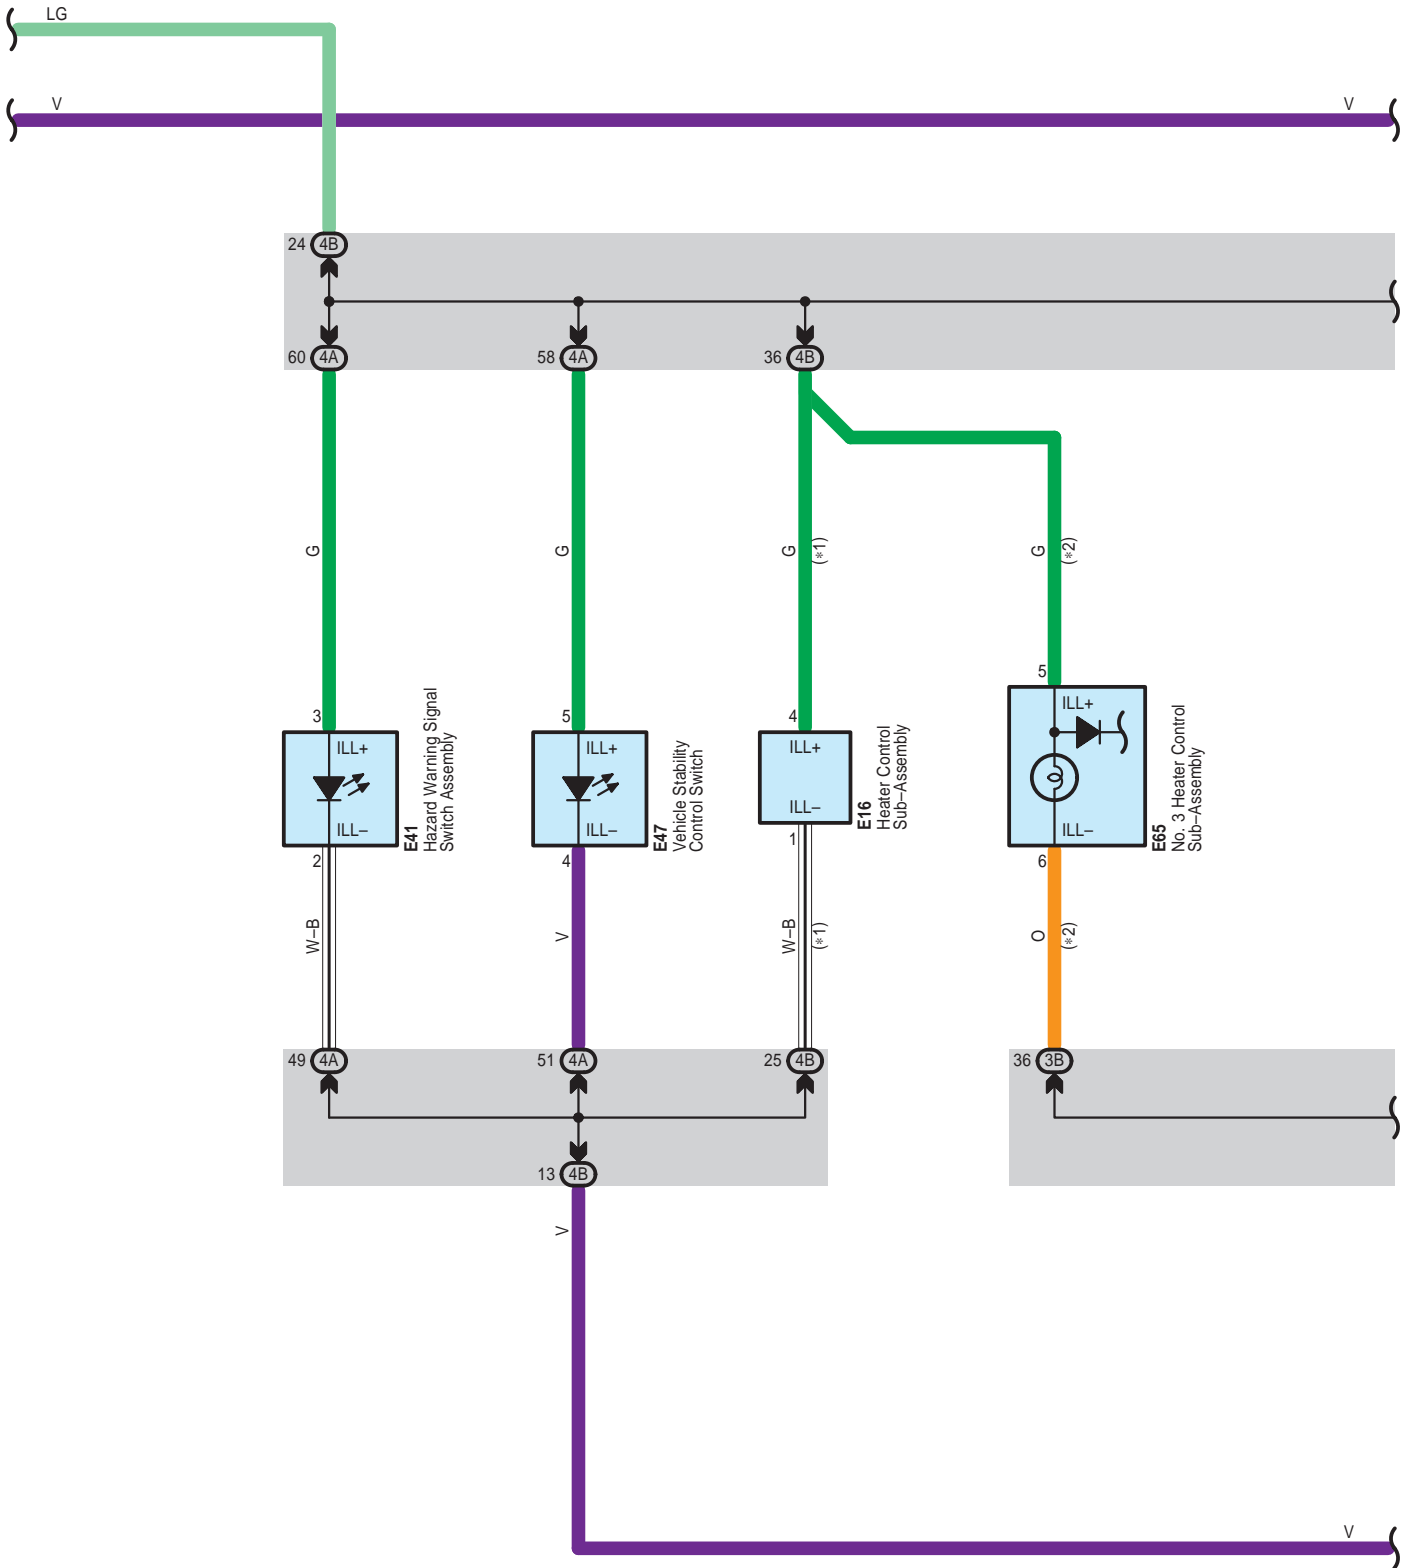 LG
V V
24 4B
60 4A 58 4A 36 4B
G G G (*1) G (*2)
3 5 4 5
ILL+ ILL+ ILL+ ILL+
ILL– ILL– ILL– ILL–
E41
Hazard Warning Signal
Switch Assembly
E47
Vehicle Stability
Control Switch
E16
Heater Control
Sub–Assembly
E65
No. 3 Heater Control
Sub–Assembly
2 4 1 6
W–B V W–B (*1) O (*2)
49 4A 51 4A 25 4B 36 3B
13 4B
V
V